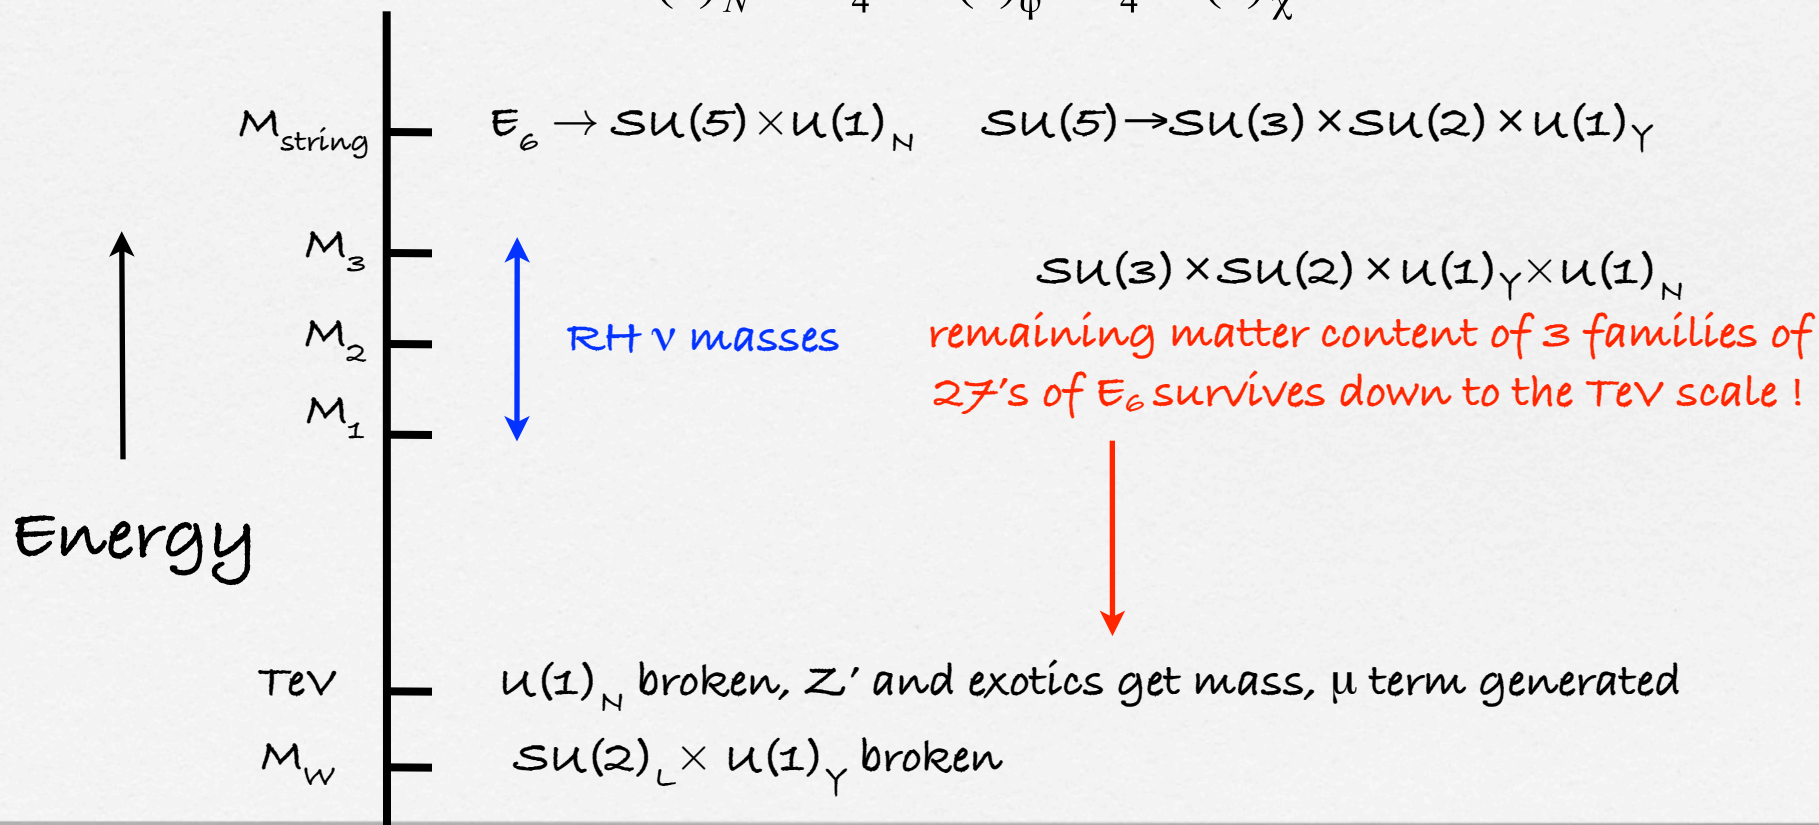 M_string E₆ → SU(5) × U(1)_N SU(5)→SU(3) × SU(2) × U(1)_Y
M₃
SU(3) × SU(2) × U(1)_Y × U(1)_N
M₂ RH ν masses remaining matter content of 3 families of
27's of E₆ survives down to the TeV scale !
M₁
Energy
TeV U(1)_N broken, Z' and exotics get mass, μ term generated
M_W SU(2)_L × U(1)_Y broken